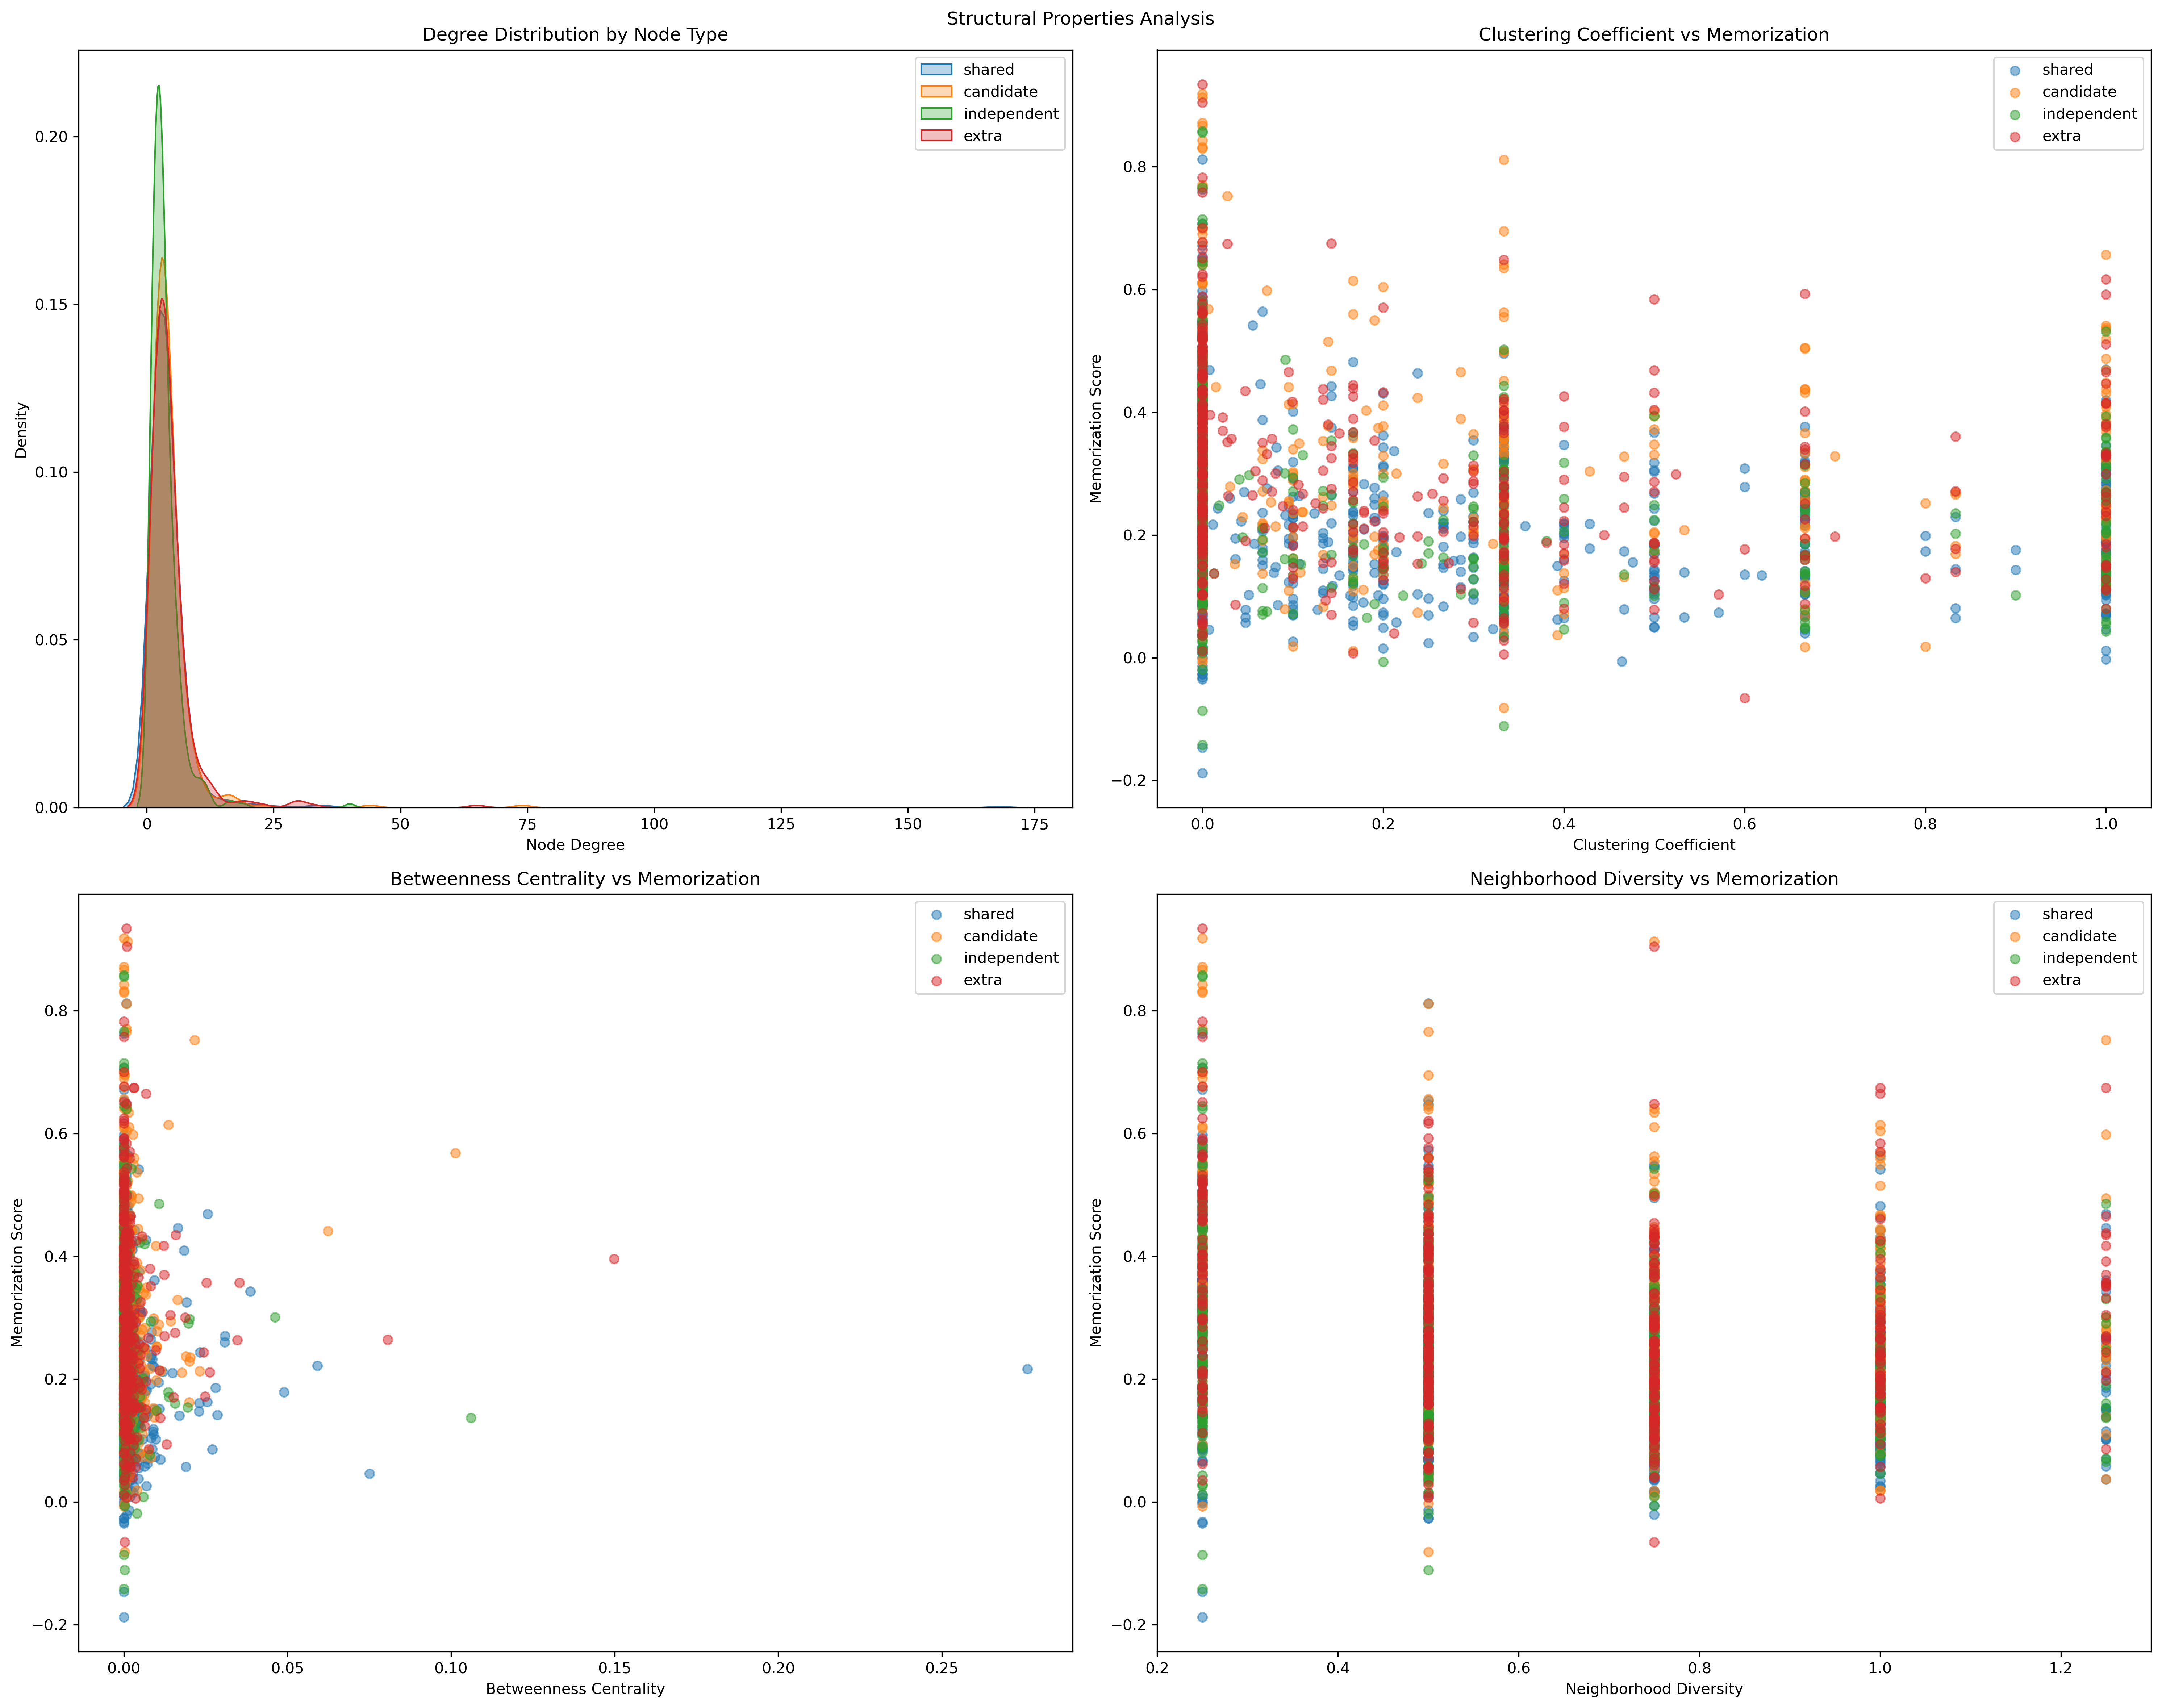 Structural Properties Analysis
Degree Distribution by Node Type
Density
0.20
0.15
0.10
0.05
0.00
0 25 50 75 100 125 150 175
Node Degree
shared
candidate
independent
extra
Clustering Coefficient vs Memorization
Memorization Score
0.8
0.6
0.4
0.2
0.0
−0.2
0.0 0.2 0.4 0.6 0.8 1.0
Clustering Coefficient
shared
candidate
independent
extra
Betweenness Centrality vs Memorization
Memorization Score
0.8
0.6
0.4
0.2
0.0
−0.2
0.00 0.05 0.10 0.15 0.20 0.25
Betweenness Centrality
shared
candidate
independent
extra
Neighborhood Diversity vs Memorization
Memorization Score
0.8
0.6
0.4
0.2
0.0
−0.2
0.2 0.4 0.6 0.8 1.0 1.2
Neighborhood Diversity
shared
candidate
independent
extra